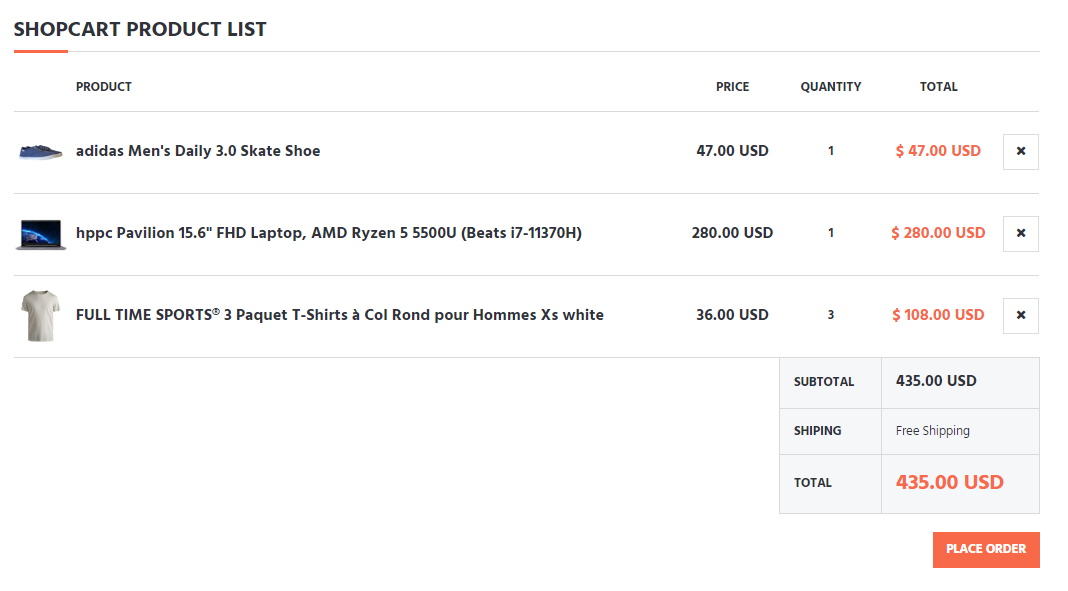 SHOPCART PRODUCT LIST
PRODUCT PRICE QUANTITY TOTAL
adidas Men's Daily 3.0 Skate Shoe 47.00 USD 1 $ 47.00 USD ×
hppc Pavilion 15.6" FHD Laptop, AMD Ryzen 5 5500U (Beats i7-11370H) 280.00 USD 1 $ 280.00 USD ×
FULL TIME SPORTS® 3 Paquet T-Shirts à Col Rond pour Hommes Xs white 36.00 USD 3 $ 108.00 USD ×
SUBTOTAL 435.00 USD
SHIPING Free Shipping
TOTAL 435.00 USD
PLACE ORDER